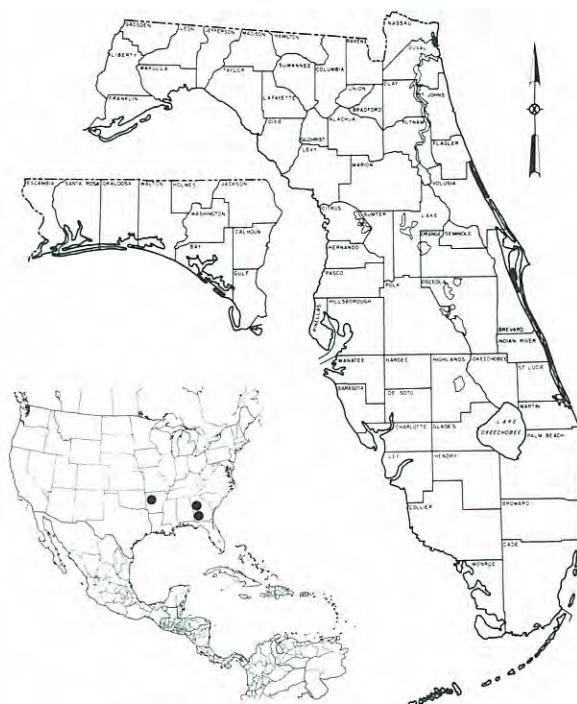 GADSDEN LEON JEFFERSON MADISON HAMILTON NASSAU
LIBERTY WAKULLA TAYLOR SUWANNEE COLUMBIA BAKER DUVAL
FRANKLIN LAFAYETTE UNION BRADFORD CLAY ST JOHNS
DIXIE GILCHRIST ALACHUA PUTNAM
LEVY MARION FLAGLER
VOLUSIA
ESCAMBIA SANTA ROSA OKALOOSA WALTON HOLMES JACKSON
WASHINGTON
BAY CALHOUN
GULF
CITRUS SUMTER LAKE
HERNANDO ORANGE SEMINOLE
PASCO
POLK OSCEOLA
PINELLAS HILLSBOROUGH
BREVARD
INDIAN RIVER
MANATEE HARDEE HIGHLANDS OKEECHOBEE
ST LUCIE
SARASOTA DE SOTO
MARTIN
CHARLOTTE GLADES LAKE
OKEECHOBEE
PALM BEACH
LEE HENDRY
COLLIER BROWARD
DADE
MONROE